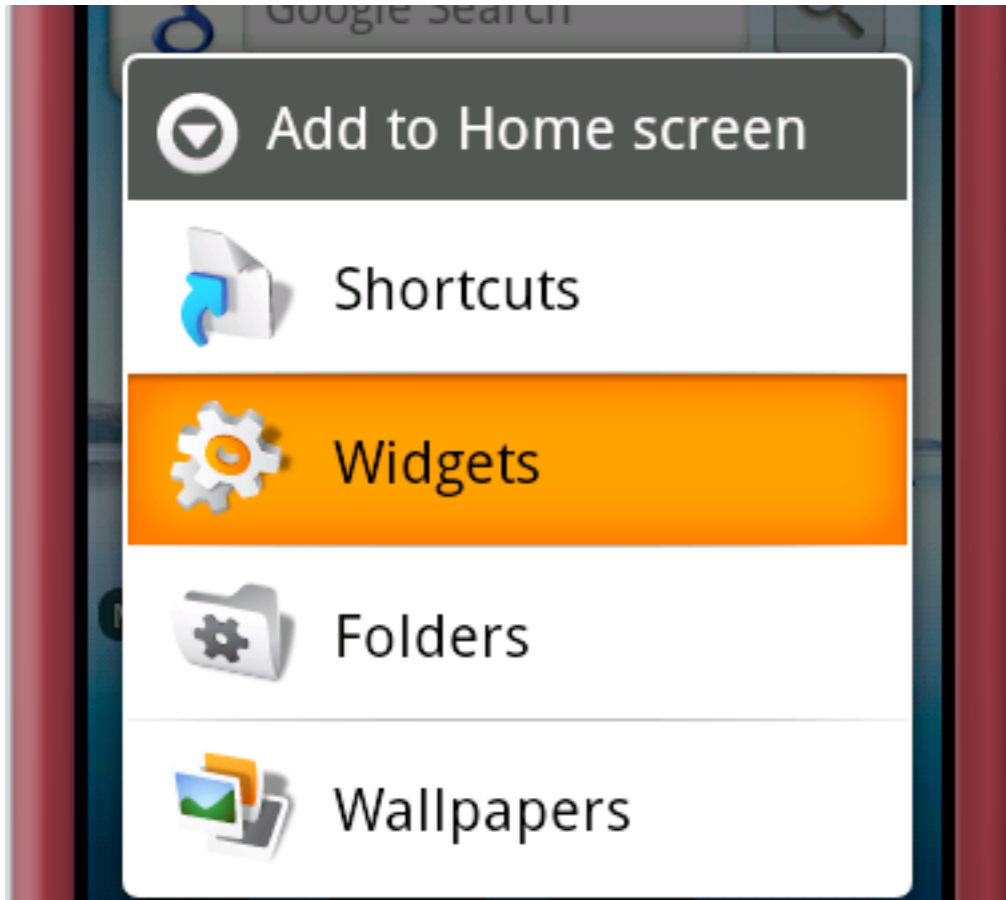 Google Search
Add to Home screen
Shortcuts
Widgets
Folders
Wallpapers